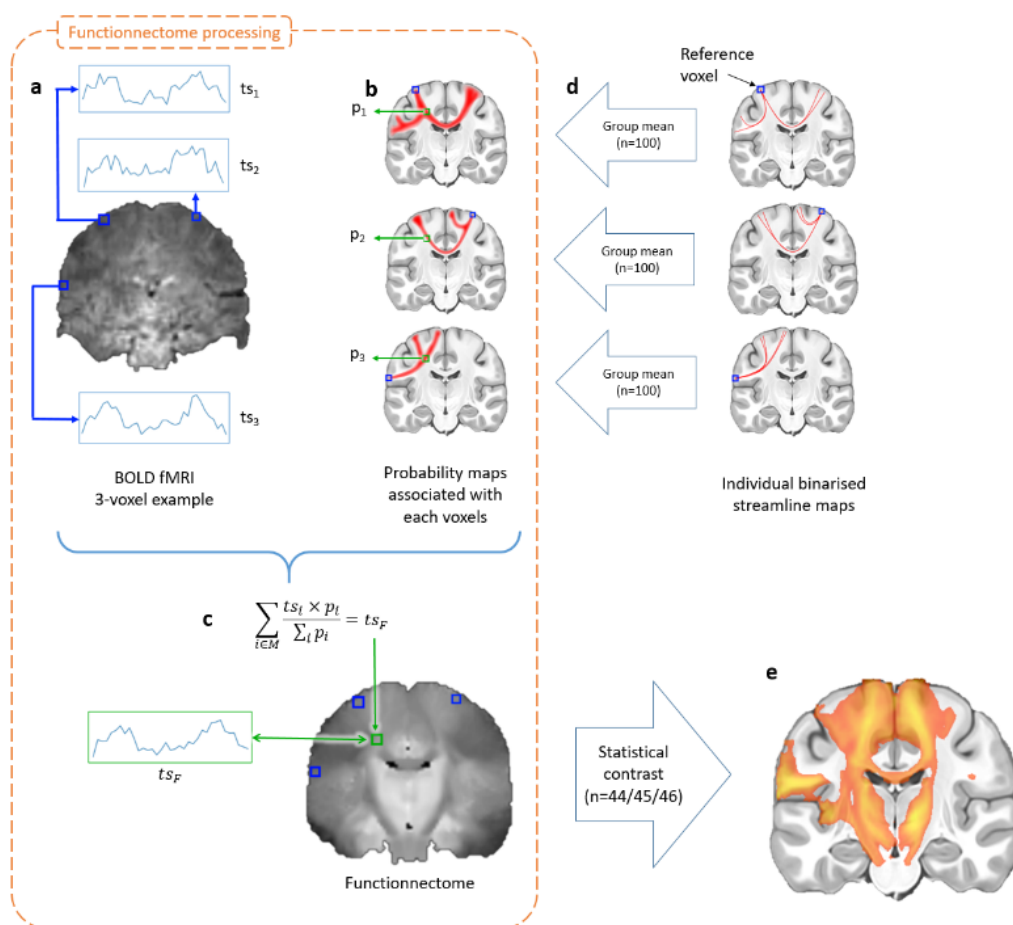 Functionnectome processing
a
ts₁
ts₂
ts₃
BOLD fMRI
3-voxel example
b
p₁
p₂
p₃
Probability maps
associated with
each voxels
d
Reference
voxel
Group mean
(n=100)
Group mean
(n=100)
Group mean
(n=100)
Individual binarised
streamline maps
c
∑_{i∈M} (ts_i × p_i)/(∑_i p_i) = ts_F
ts_F
Functionnectome
Statistical
contrast
(n=44/45/46)
e